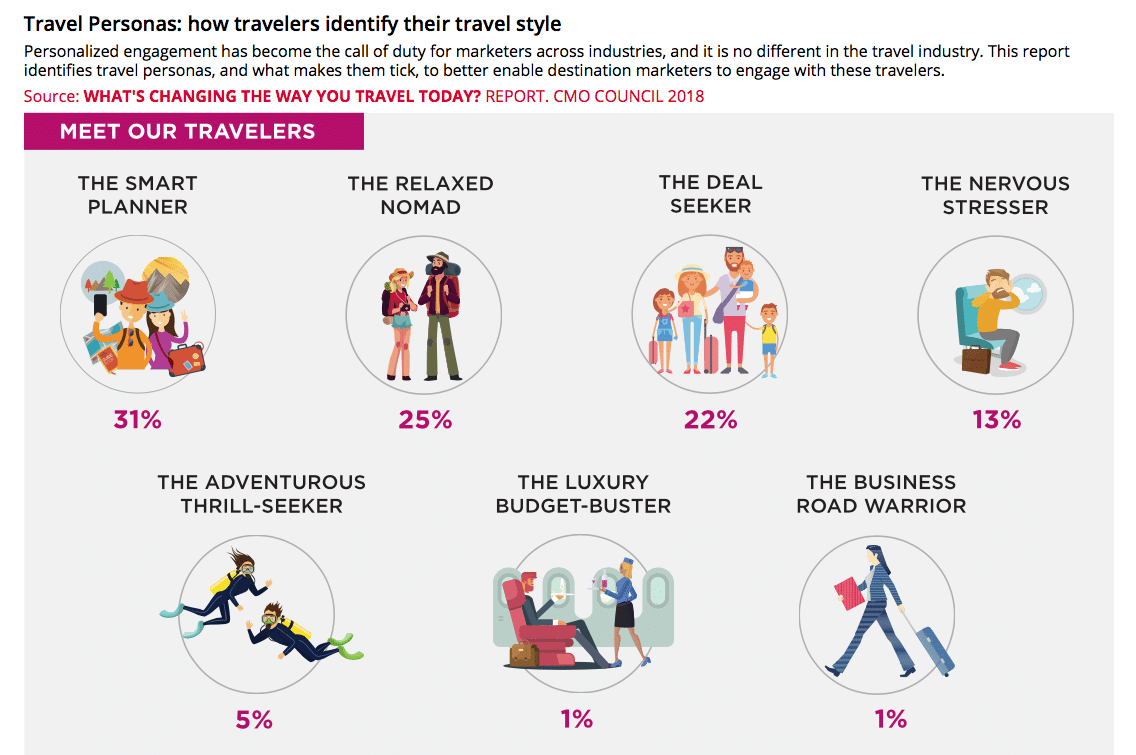 Travel Personas: how travelers identify their travel style
Personalized engagement has become the call of duty for marketers across industries, and it is no different in the travel industry. This report
identifies travel personas, and what makes them tick, to better enable destination marketers to engage with these travelers.
Source: WHAT'S CHANGING THE WAY YOU TRAVEL TODAY? REPORT. CMO COUNCIL 2018
MEET OUR TRAVELERS
THE SMART
PLANNER
31%
THE RELAXED
NOMAD
25%
THE DEAL
SEEKER
22%
THE NERVOUS
STRESSER
13%
THE ADVENTUROUS
THRILL-SEEKER
5%
THE LUXURY
BUDGET-BUSTER
1%
THE BUSINESS
ROAD WARRIOR
1%